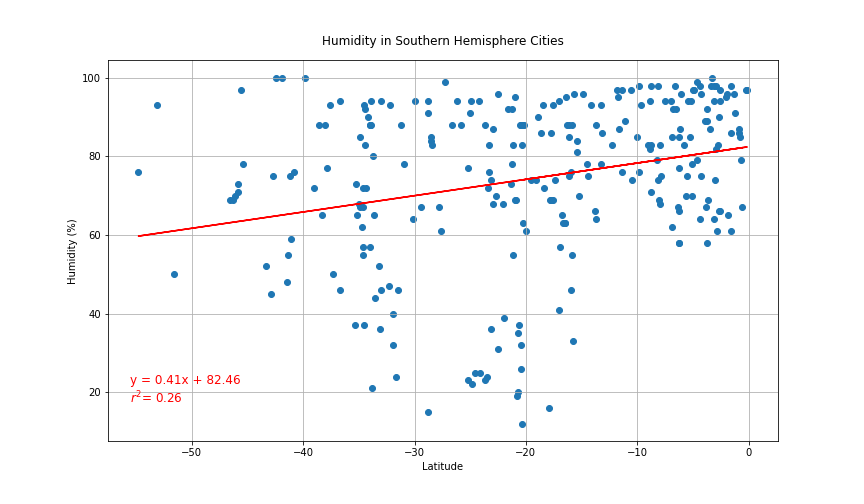 Humidity in Southern Hemisphere Cities
Humidity (%)
100
80
60
40
20
y = 0.41x + 82.46
r²= 0.26
−50
−40
−30
−20
−10
0
Latitude